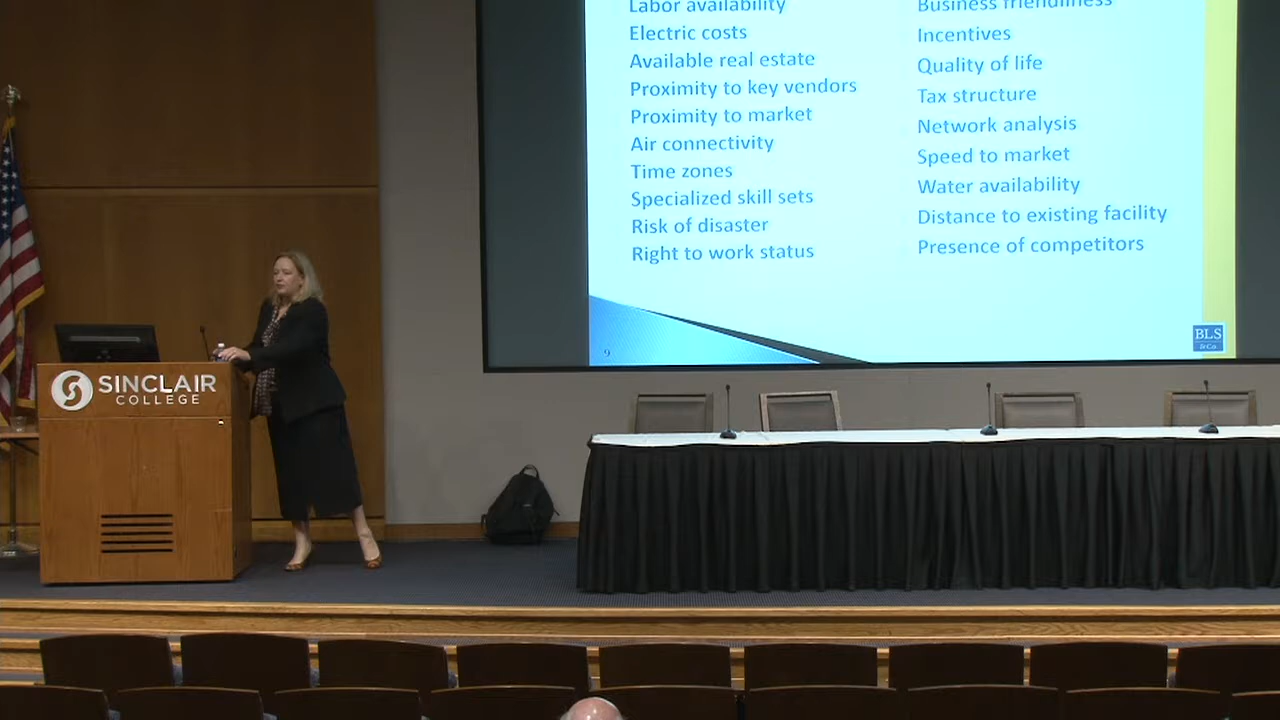 Labor availability
Electric costs
Available real estate
Proximity to key vendors
Proximity to market
Air connectivity
Time zones
Specialized skill sets
Risk of disaster
Right to work status
Business friendliness
Incentives
Quality of life
Tax structure
Network analysis
Speed to market
Water availability
Distance to existing facility
Presence of competitors
9
BLS
& Co.
SINCLAIR
COLLEGE